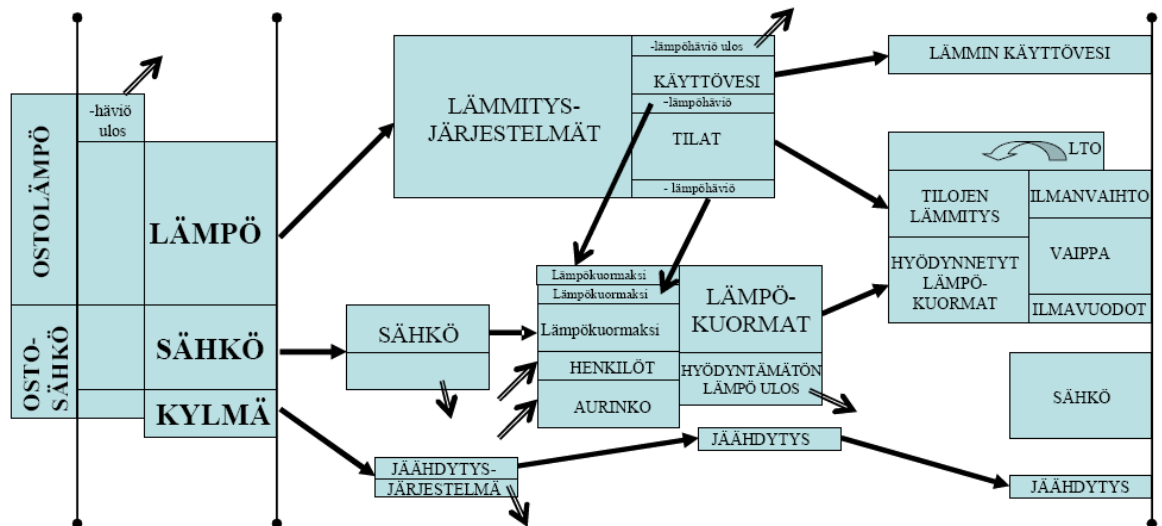 OSTOLÄMPÖ
OSTO-
SÄHKÖ
-häviö
ulos
LÄMPÖ
SÄHKÖ
KYLMÄ
LÄMMITYS-
JÄRJESTELMÄT
-lämpöhäviö ulos
KÄYTTÖVESI
-lämpöhäviö
TILAT
- lämpöhäviö
SÄHKÖ
Lämpökuormaksi
Lämpökuormaksi
Lämpökuormaksi
HENKILÖT
AURINKO
LÄMPÖ-
KUORMAT
HYÖDYNTÄMÄTÖN
LÄMPÖ ULOS
JÄÄHDYTYS-
JÄRJESTELMÄ
JÄÄHDYTYS
LÄMMIN KÄYTTÖVESI
LTO
TILOJEN
LÄMMITYS
HYÖDYNNETYT
LÄMPÖ-
KUORMAT
ILMANVAIHTO
VAIPPA
ILMAVUODOT
SÄHKÖ
JÄÄHDYTYS